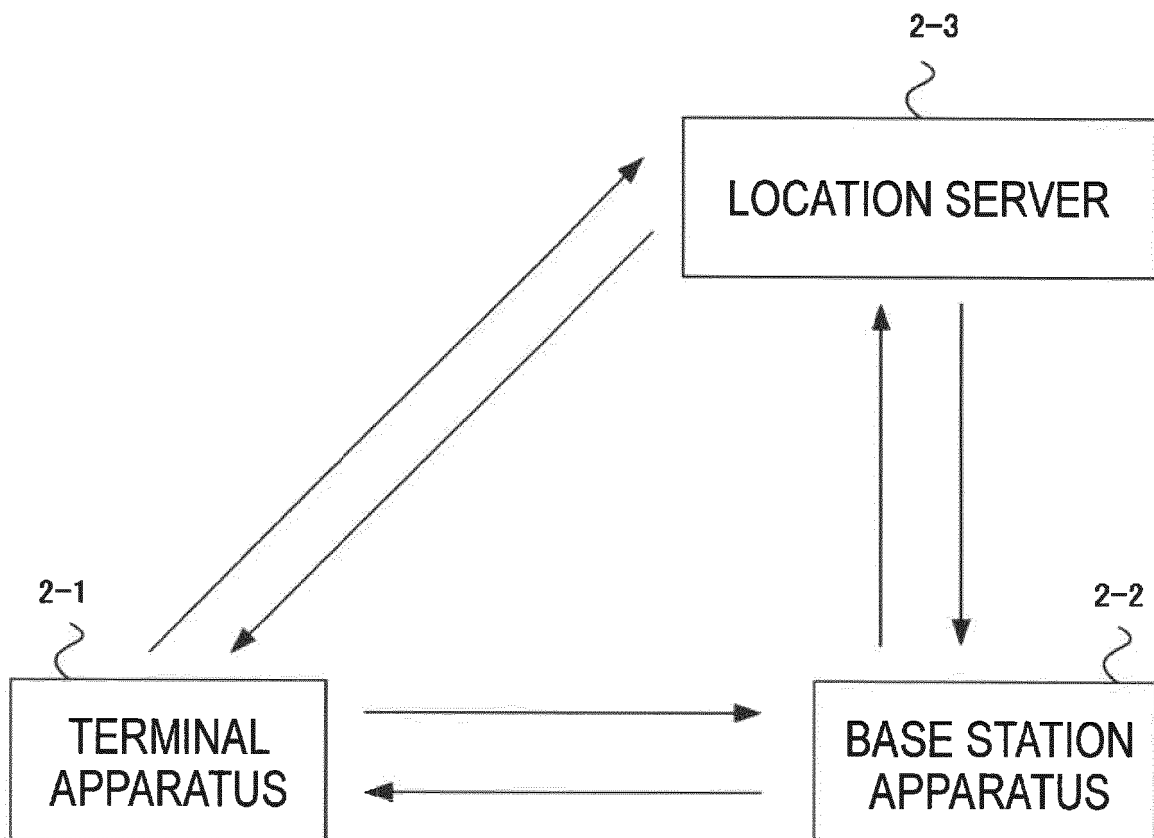 2-3
LOCATION SERVER
2-1
2-2
TERMINAL
APPARATUS
BASE STATION
APPARATUS